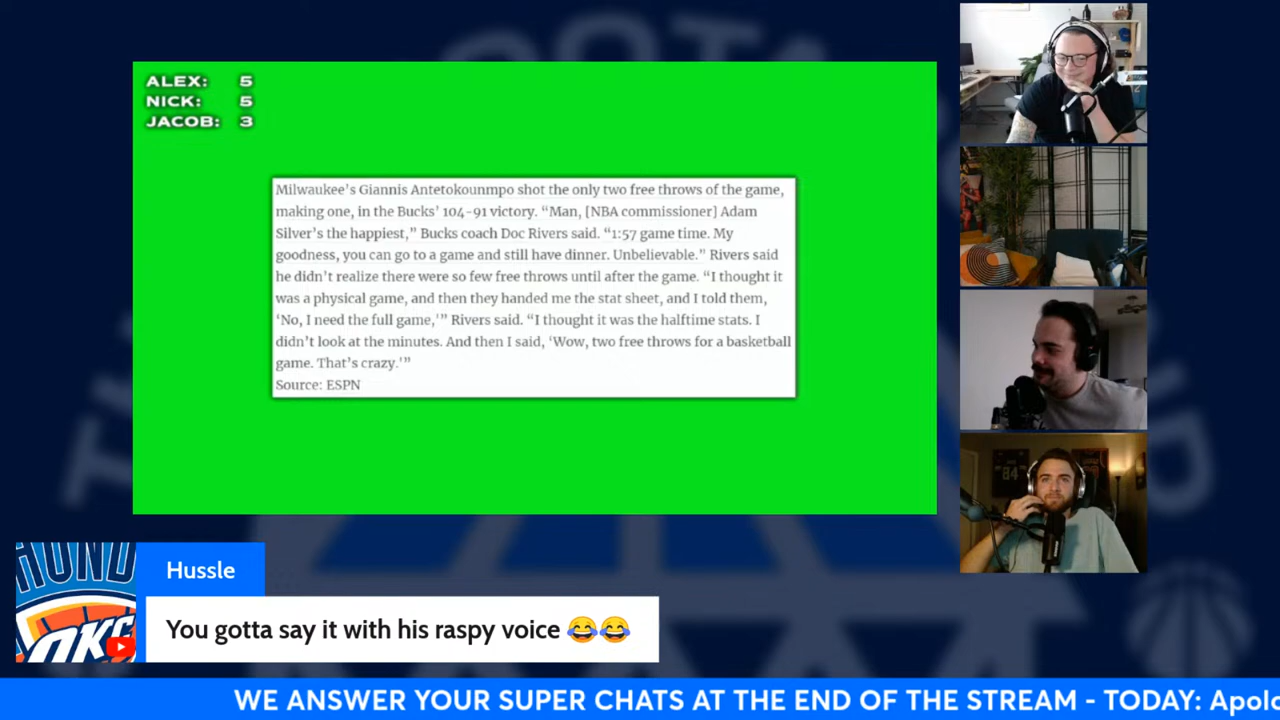 ALEX: 5
NICK: 5
JACOB: 3
Milwaukee’s Giannis Antetokounmpo shot the only two free throws of the game,
making one, in the Bucks’ 104-91 victory. “Man, [NBA commissioner] Adam
Silver’s the happiest,” Bucks coach Doc Rivers said. “1:57 game time. My
goodness, you can go to a game and still have dinner. Unbelievable.” Rivers said
he didn’t realize there were so few free throws until after the game. “I thought it
was a physical game, and then they handed me the stat sheet, and I told them,
‘No, I need the full game,’” Rivers said. “I thought it was the halftime stats. I
didn’t look at the minutes. And then I said, ‘Wow, two free throws for a basketball
game. That’s crazy.’”
Source: ESPN
84
Hussle
OKC
You gotta say it with his raspy voice 😂😂
WE ANSWER YOUR SUPER CHATS AT THE END OF THE STREAM - TODAY: Apolo